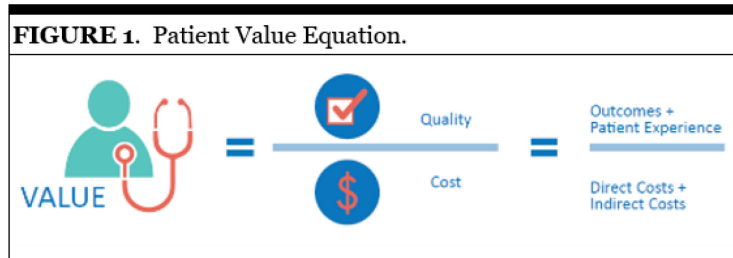 FIGURE 1. Patient Value Equation.
VALUE
=
Quality
Cost
$
=
Outcomes +
Patient Experience
Direct Costs +
Indirect Costs